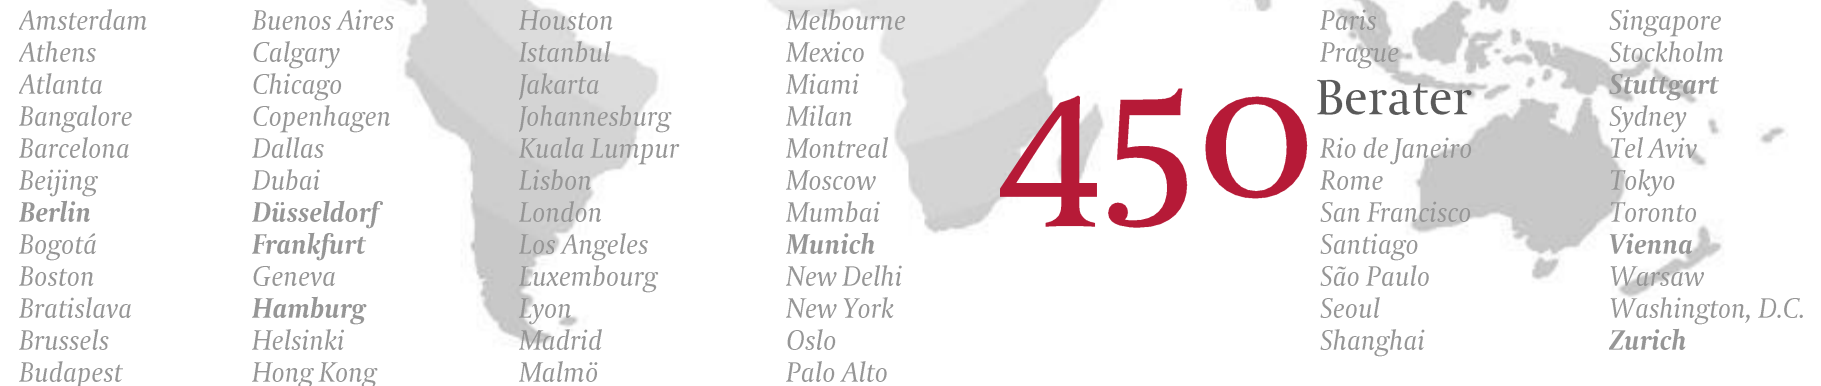 Amsterdam
Athens
Atlanta
Bangalore
Barcelona
Beijing
Berlin
Bogotá
Boston
Bratislava
Brussels
Budapest
Buenos Aires
Calgary
Chicago
Copenhagen
Dallas
Dubai
Düsseldorf
Frankfurt
Geneva
Hamburg
Helsinki
Hong Kong
Houston
Istanbul
Jakarta
Johannesburg
Kuala Lumpur
Lisbon
London
Los Angeles
Luxembourg
Lyon
Madrid
Malmö
Melbourne
Mexico
Miami
Milan
Montreal
Moscow
Mumbai
Munich
New Delhi
New York
Oslo
Palo Alto
450 Berater
Paris
Prague
Rio de Janeiro
Rome
San Francisco
Santiago
São Paulo
Seoul
Shanghai
Singapore
Stockholm
Stuttgart
Sydney
Tel Aviv
Tokyo
Toronto
Vienna
Warsaw
Washington, D.C.
Zurich